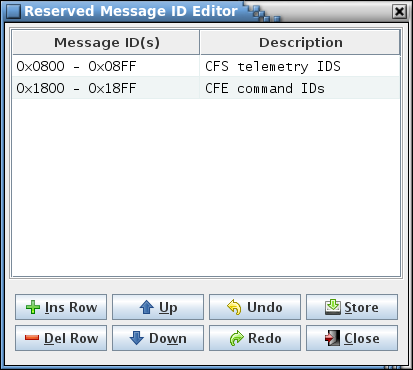 Reserved Message ID Editor
Message ID(s) Description
0x0800 - 0x08FF CFS telemetry IDS
0x1800 - 0x18FF CFE command IDs
Ins Row Up Undo Store
Del Row Down Redo Close